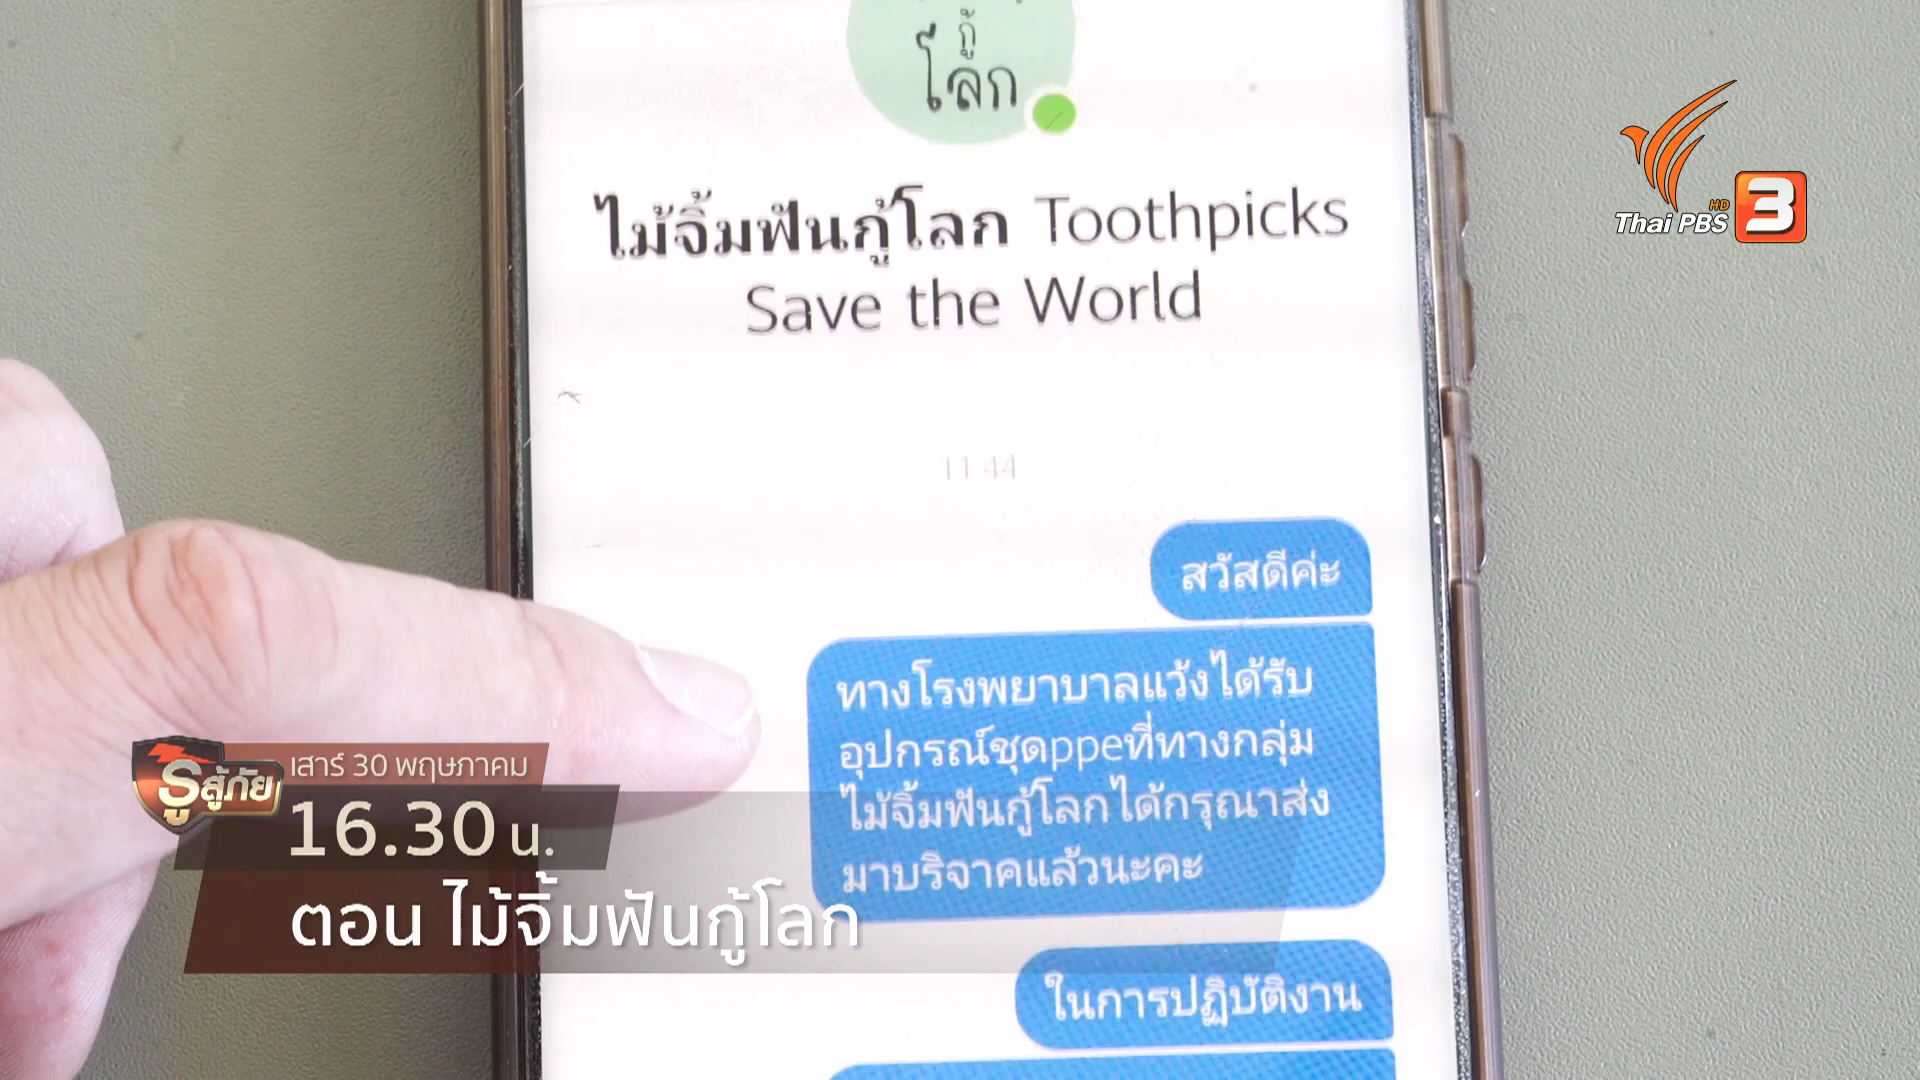 กู้
โลก
ไม้จิ้มฟันกู้โลก Toothpicks
Save the World
11:44
สวัสดีค่ะ
ทางโรงพยาบาลแว้งได้รับ
อุปกรณ์ชุดppeที่ทางกลุ่ม
ไม้จิ้มฟันกู้โลกได้กรุณาส่ง
มาบริจาคแล้วนะคะ
ในการปฏิบัติงาน
Thai PBS HD 3
รู้สู้ภัย
เสาร์ 30 พฤษภาคม
16.30 น.
ตอน ไม้จิ้มฟันกู้โลก